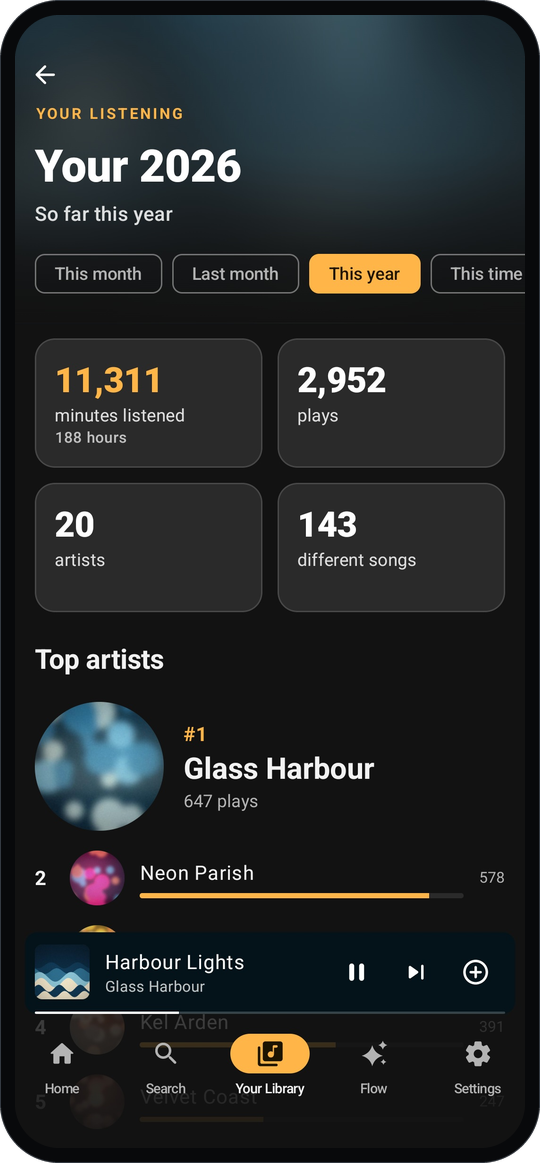 YOUR LISTENING
Your 2026
So far this year
This month
Last month
This year
This time
11,311
minutes listened
188 hours
2,952
plays
20
artists
143
different songs
Top artists
#1
Glass Harbour
647 plays
2
Neon Parish
578
Harbour Lights
Glass Harbour
4
Kel Arden
391
Home
Search
Your Library
Flow
Settings
5
Velvet Coast
247